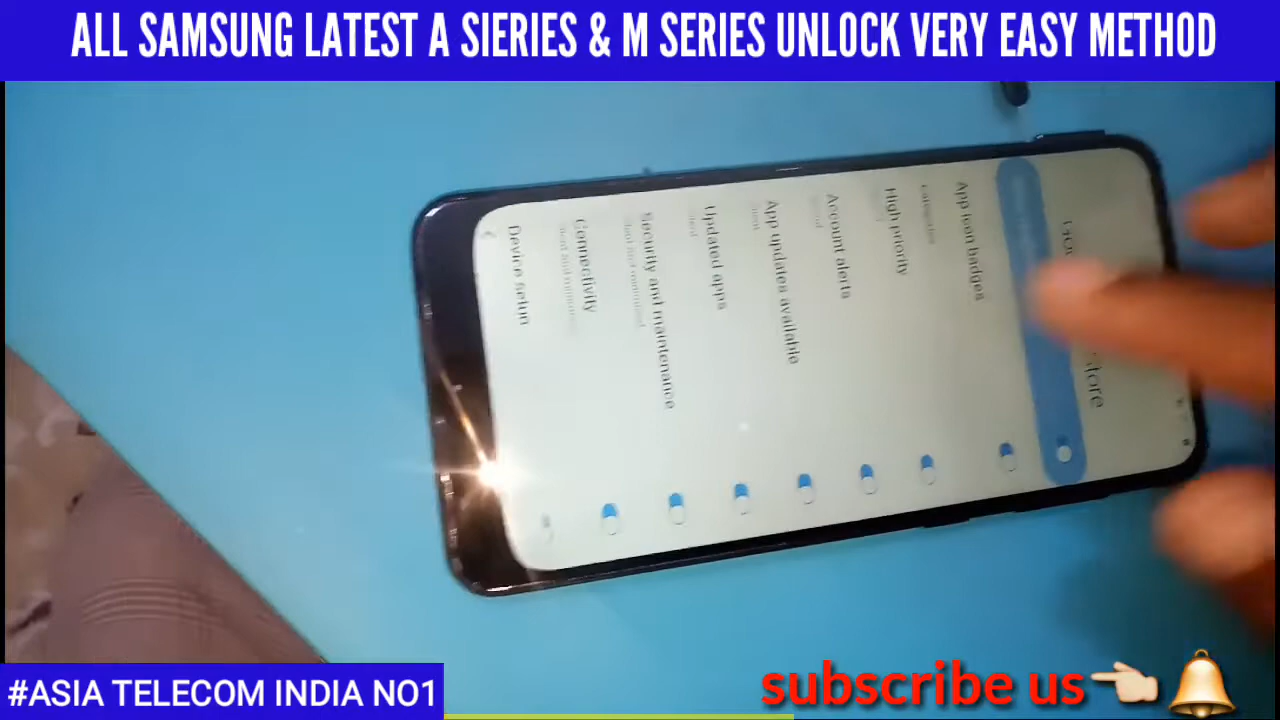 ALL SAMSUNG LATEST A SIERIES & M SERIES UNLOCK VERY EASY METHOD
App icon badges
categories
High priority
Account alerts
App updates available
Updated apps
Security and maintenance
Connectivity
Device setup
#ASIA TELECOM INDIA NO1
subscribe us